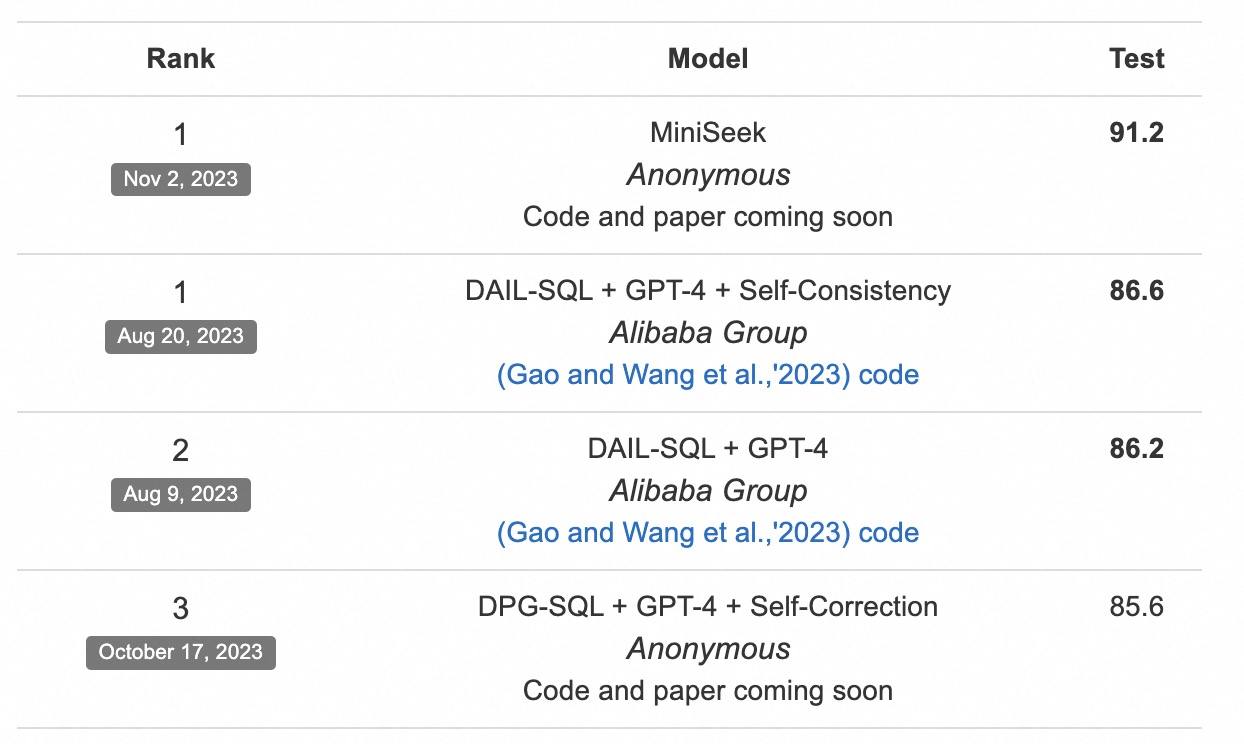 Rank Model Test
1 MiniSeek 91.2
Nov 2, 2023 Anonymous
Code and paper coming soon
1 DAIL-SQL + GPT-4 + Self-Consistency 86.6
Aug 20, 2023 Alibaba Group
(Gao and Wang et al.,'2023) code
2 DAIL-SQL + GPT-4 86.2
Aug 9, 2023 Alibaba Group
(Gao and Wang et al.,'2023) code
3 DPG-SQL + GPT-4 + Self-Correction 85.6
October 17, 2023 Anonymous
Code and paper coming soon